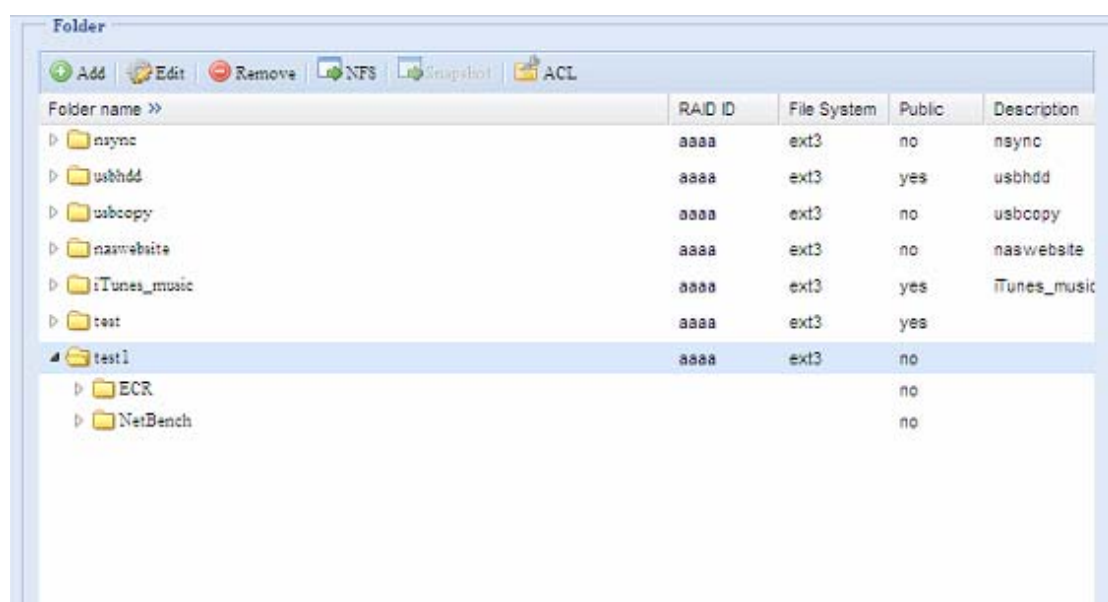 Folder
Add Edit Remove NFS Snapshot ACL
Folder name » RAID ID File System Public Description
nsync aaaa ext3 no nsync
usbhdd aaaa ext3 yes usbhdd
usbcopy aaaa ext3 no usbcopy
naswebsite aaaa ext3 no naswebsite
iTunes_music aaaa ext3 yes iTunes_music
test aaaa ext3 yes
test1 aaaa ext3 no
ECR no
NetBench no